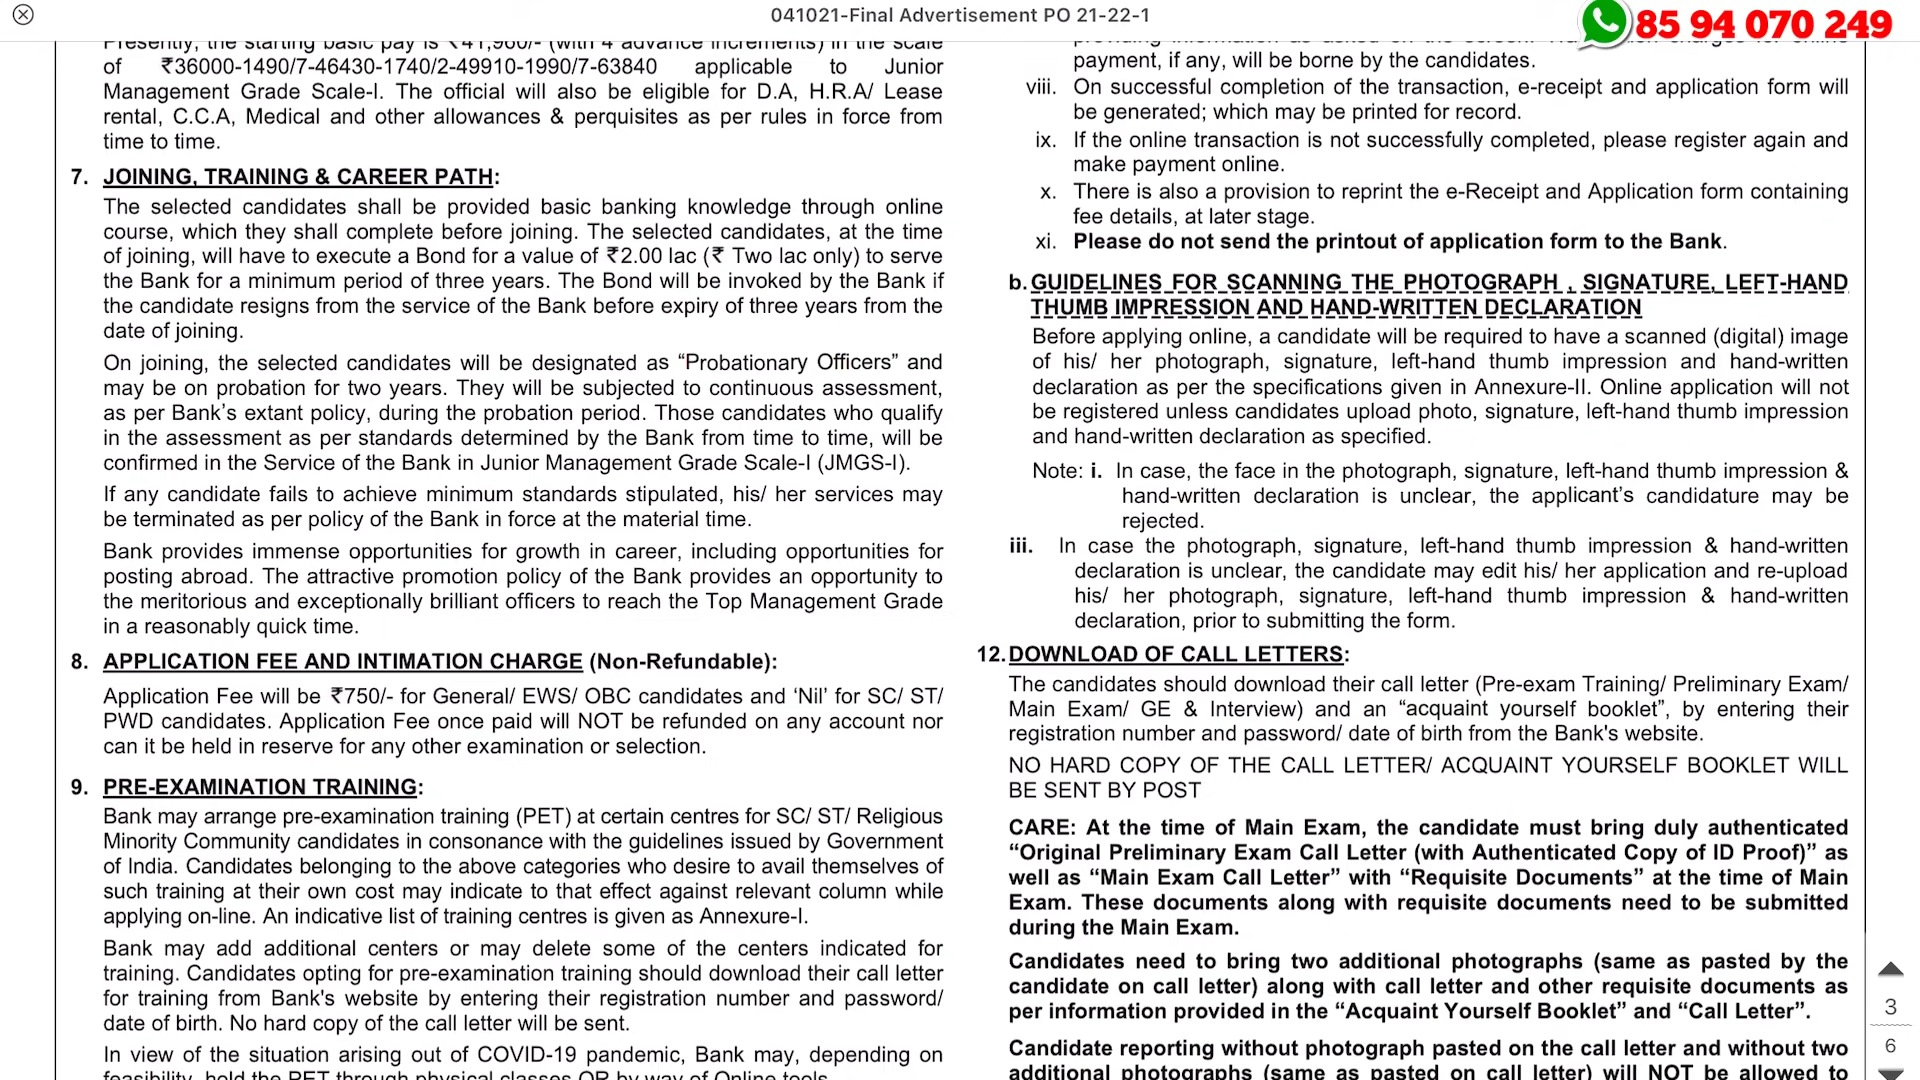 041021-Final Advertisement PO 21-22-1
85 94 070 249
Presently, the starting basic pay is ₹41,960/- (with 4 advance increments) in the scale
of ₹36000-1490/7-46430-1740/2-49910-1990/7-63840 applicable to Junior
Management Grade Scale-I. The official will also be eligible for D.A, H.R.A/ Lease
rental, C.C.A, Medical and other allowances & perquisites as per rules in force from
time to time.
7. JOINING, TRAINING & CAREER PATH:
The selected candidates shall be provided basic banking knowledge through online
course, which they shall complete before joining. The selected candidates, at the time
of joining, will have to execute a Bond for a value of ₹2.00 lac (₹ Two lac only) to serve
the Bank for a minimum period of three years. The Bond will be invoked by the Bank if
the candidate resigns from the service of the Bank before expiry of three years from the
date of joining.
On joining, the selected candidates will be designated as “Probationary Officers” and
may be on probation for two years. They will be subjected to continuous assessment,
as per Bank’s extant policy, during the probation period. Those candidates who qualify
in the assessment as per standards determined by the Bank from time to time, will be
confirmed in the Service of the Bank in Junior Management Grade Scale-I (JMGS-I).
If any candidate fails to achieve minimum standards stipulated, his/ her services may
be terminated as per policy of the Bank in force at the material time.
Bank provides immense opportunities for growth in career, including opportunities for
posting abroad. The attractive promotion policy of the Bank provides an opportunity to
the meritorious and exceptionally brilliant officers to reach the Top Management Grade
in a reasonably quick time.
8. APPLICATION FEE AND INTIMATION CHARGE (Non-Refundable):
Application Fee will be ₹750/- for General/ EWS/ OBC candidates and ‘Nil’ for SC/ ST/
PWD candidates. Application Fee once paid will NOT be refunded on any account nor
can it be held in reserve for any other examination or selection.
9. PRE-EXAMINATION TRAINING:
Bank may arrange pre-examination training (PET) at certain centres for SC/ ST/ Religious
Minority Community candidates in consonance with the guidelines issued by Government
of India. Candidates belonging to the above categories who desire to avail themselves of
such training at their own cost may indicate to that effect against relevant column while
applying on-line. An indicative list of training centres is given as Annexure-I.
Bank may add additional centers or may delete some of the centers indicated for
training. Candidates opting for pre-examination training should download their call letter
for training from Bank's website by entering their registration number and password/
date of birth. No hard copy of the call letter will be sent.
In view of the situation arising out of COVID-19 pandemic, Bank may, depending on
feasibility, hold the PET through physical classes OR by way of Online tools.
payment, if any, will be borne by the candidates.
viii. On successful completion of the transaction, e-receipt and application form will
be generated; which may be printed for record.
ix. If the online transaction is not successfully completed, please register again and
make payment online.
x. There is also a provision to reprint the e-Receipt and Application form containing
fee details, at later stage.
xi. Please do not send the printout of application form to the Bank.
b. GUIDELINES FOR SCANNING THE PHOTOGRAPH , SIGNATURE, LEFT-HAND
THUMB IMPRESSION AND HAND-WRITTEN DECLARATION
Before applying online, a candidate will be required to have a scanned (digital) image
of his/ her photograph, signature, left-hand thumb impression and hand-written
declaration as per the specifications given in Annexure-II. Online application will not
be registered unless candidates upload photo, signature, left-hand thumb impression
and hand-written declaration as specified.
Note: i. In case, the face in the photograph, signature, left-hand thumb impression &
hand-written declaration is unclear, the applicant’s candidature may be
rejected.
iii. In case the photograph, signature, left-hand thumb impression & hand-written
declaration is unclear, the candidate may edit his/ her application and re-upload
his/ her photograph, signature, left-hand thumb impression & hand-written
declaration, prior to submitting the form.
12. DOWNLOAD OF CALL LETTERS:
The candidates should download their call letter (Pre-exam Training/ Preliminary Exam/
Main Exam/ GE & Interview) and an “acquaint yourself booklet”, by entering their
registration number and password/ date of birth from the Bank's website.
NO HARD COPY OF THE CALL LETTER/ ACQUAINT YOURSELF BOOKLET WILL
BE SENT BY POST
CARE: At the time of Main Exam, the candidate must bring duly authenticated
“Original Preliminary Exam Call Letter (with Authenticated Copy of ID Proof)” as
well as “Main Exam Call Letter” with “Requisite Documents” at the time of Main
Exam. These documents along with requisite documents need to be submitted
during the Main Exam.
Candidates need to bring two additional photographs (same as pasted by the
candidate on call letter) along with call letter and other requisite documents as
per information provided in the “Acquaint Yourself Booklet” and “Call Letter”.
Candidate reporting without photograph pasted on the call letter and without two
additional photographs (same as pasted on call letter) will NOT be allowed to
3
6